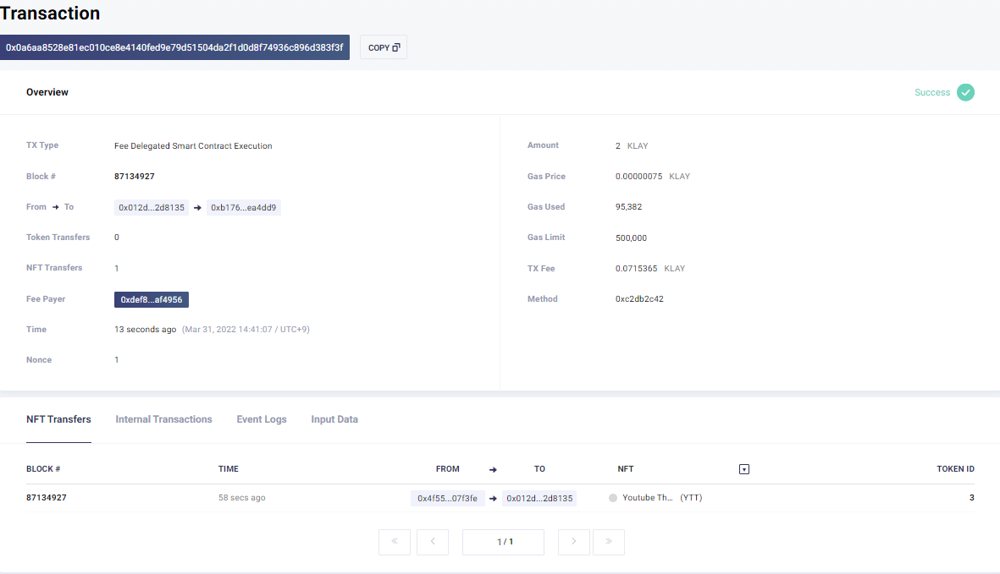 Transaction
0x0a6aa8528e81ec010ce8e4140fed9e79d51504da2f1d0d8f74936c896d383f3f COPY
Overview Success
TX Type Fee Delegated Smart Contract Execution
Block # 87134927
From → To 0x012d...2d8135 → 0xb176...ea4dd9
Token Transfers 0
NFT Transfers 1
Fee Payer 0xdef8...af4956
Time 13 seconds ago (Mar 31, 2022 14:41:07 / UTC+9)
Nonce 1
Amount 2 KLAY
Gas Price 0.00000075 KLAY
Gas Used 95,382
Gas Limit 500,000
TX Fee 0.0715365 KLAY
Method 0xc2db2c42
NFT Transfers Internal Transactions Event Logs Input Data
BLOCK # TIME FROM → TO NFT TOKEN ID
87134927 58 secs ago 0x4f55...07f3fe → 0x012d...2d8135 Youtube Th... (YTT) 3
« ‹ 1 / 1 › »